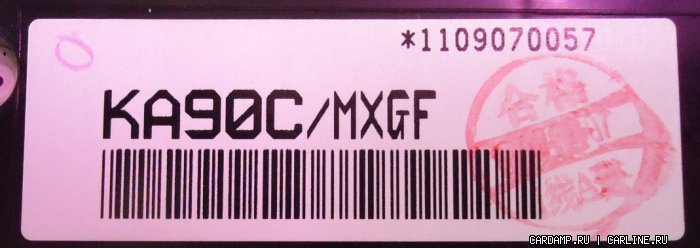 *1109070057
KA90C/MXGF
合格
CARDAMP.RU | CARLINE.RU